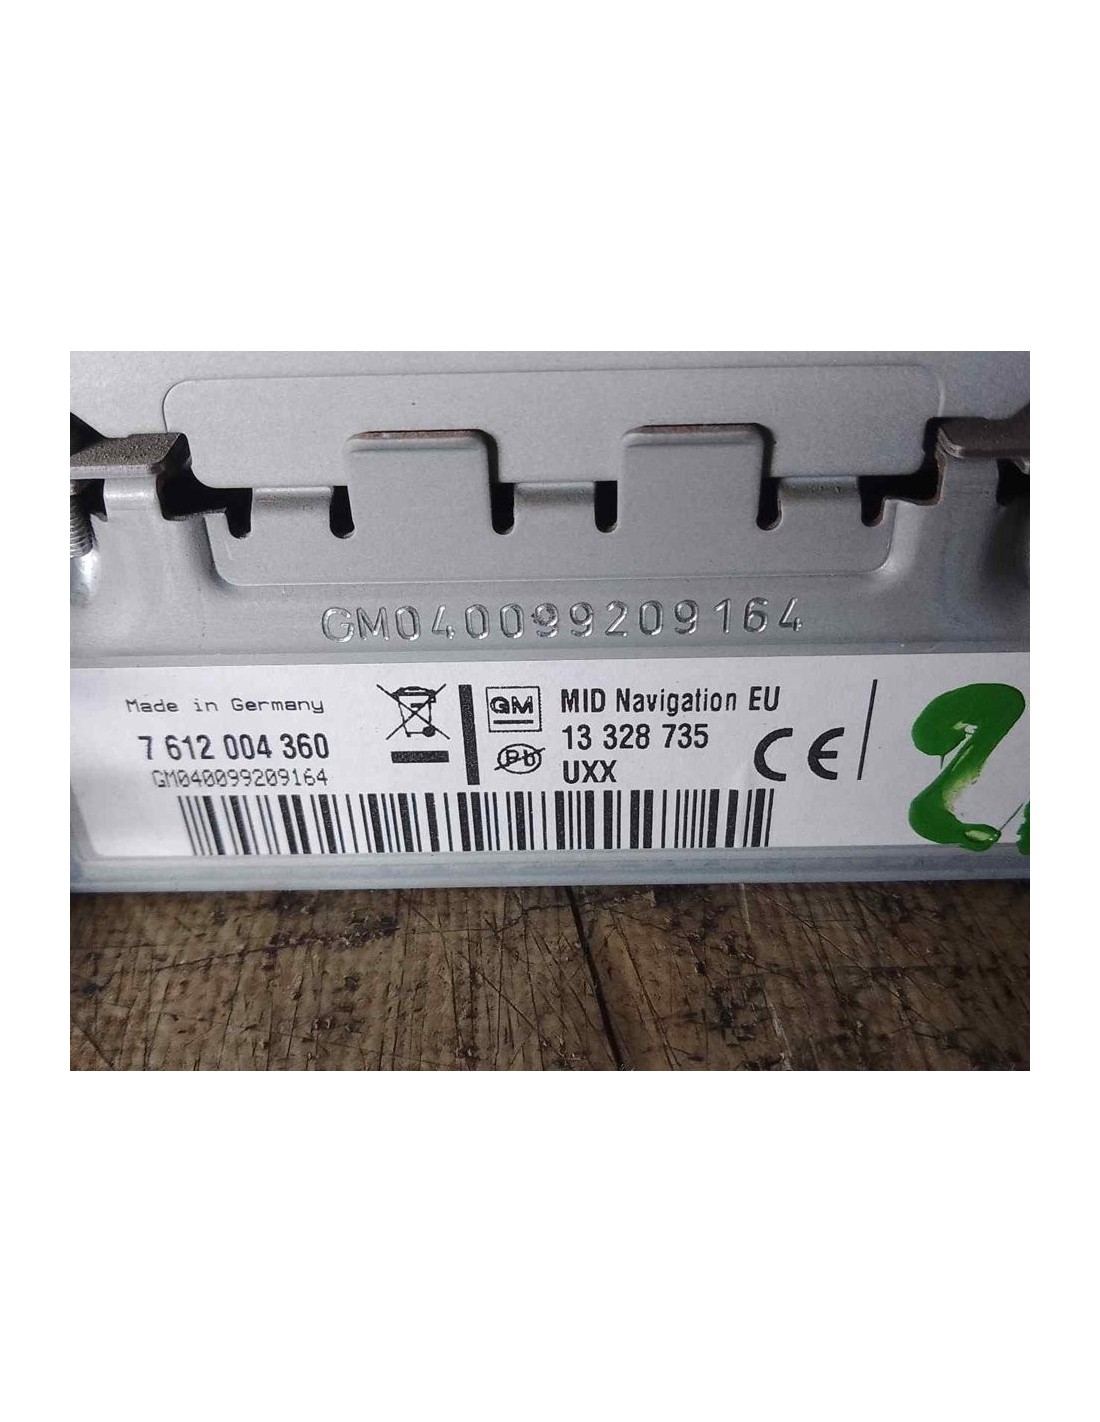 GM040099209164
Made in Germany
7 612 004 360
GM040099209164
GM
Pb
MID Navigation EU
13 328 735
UXX
CE